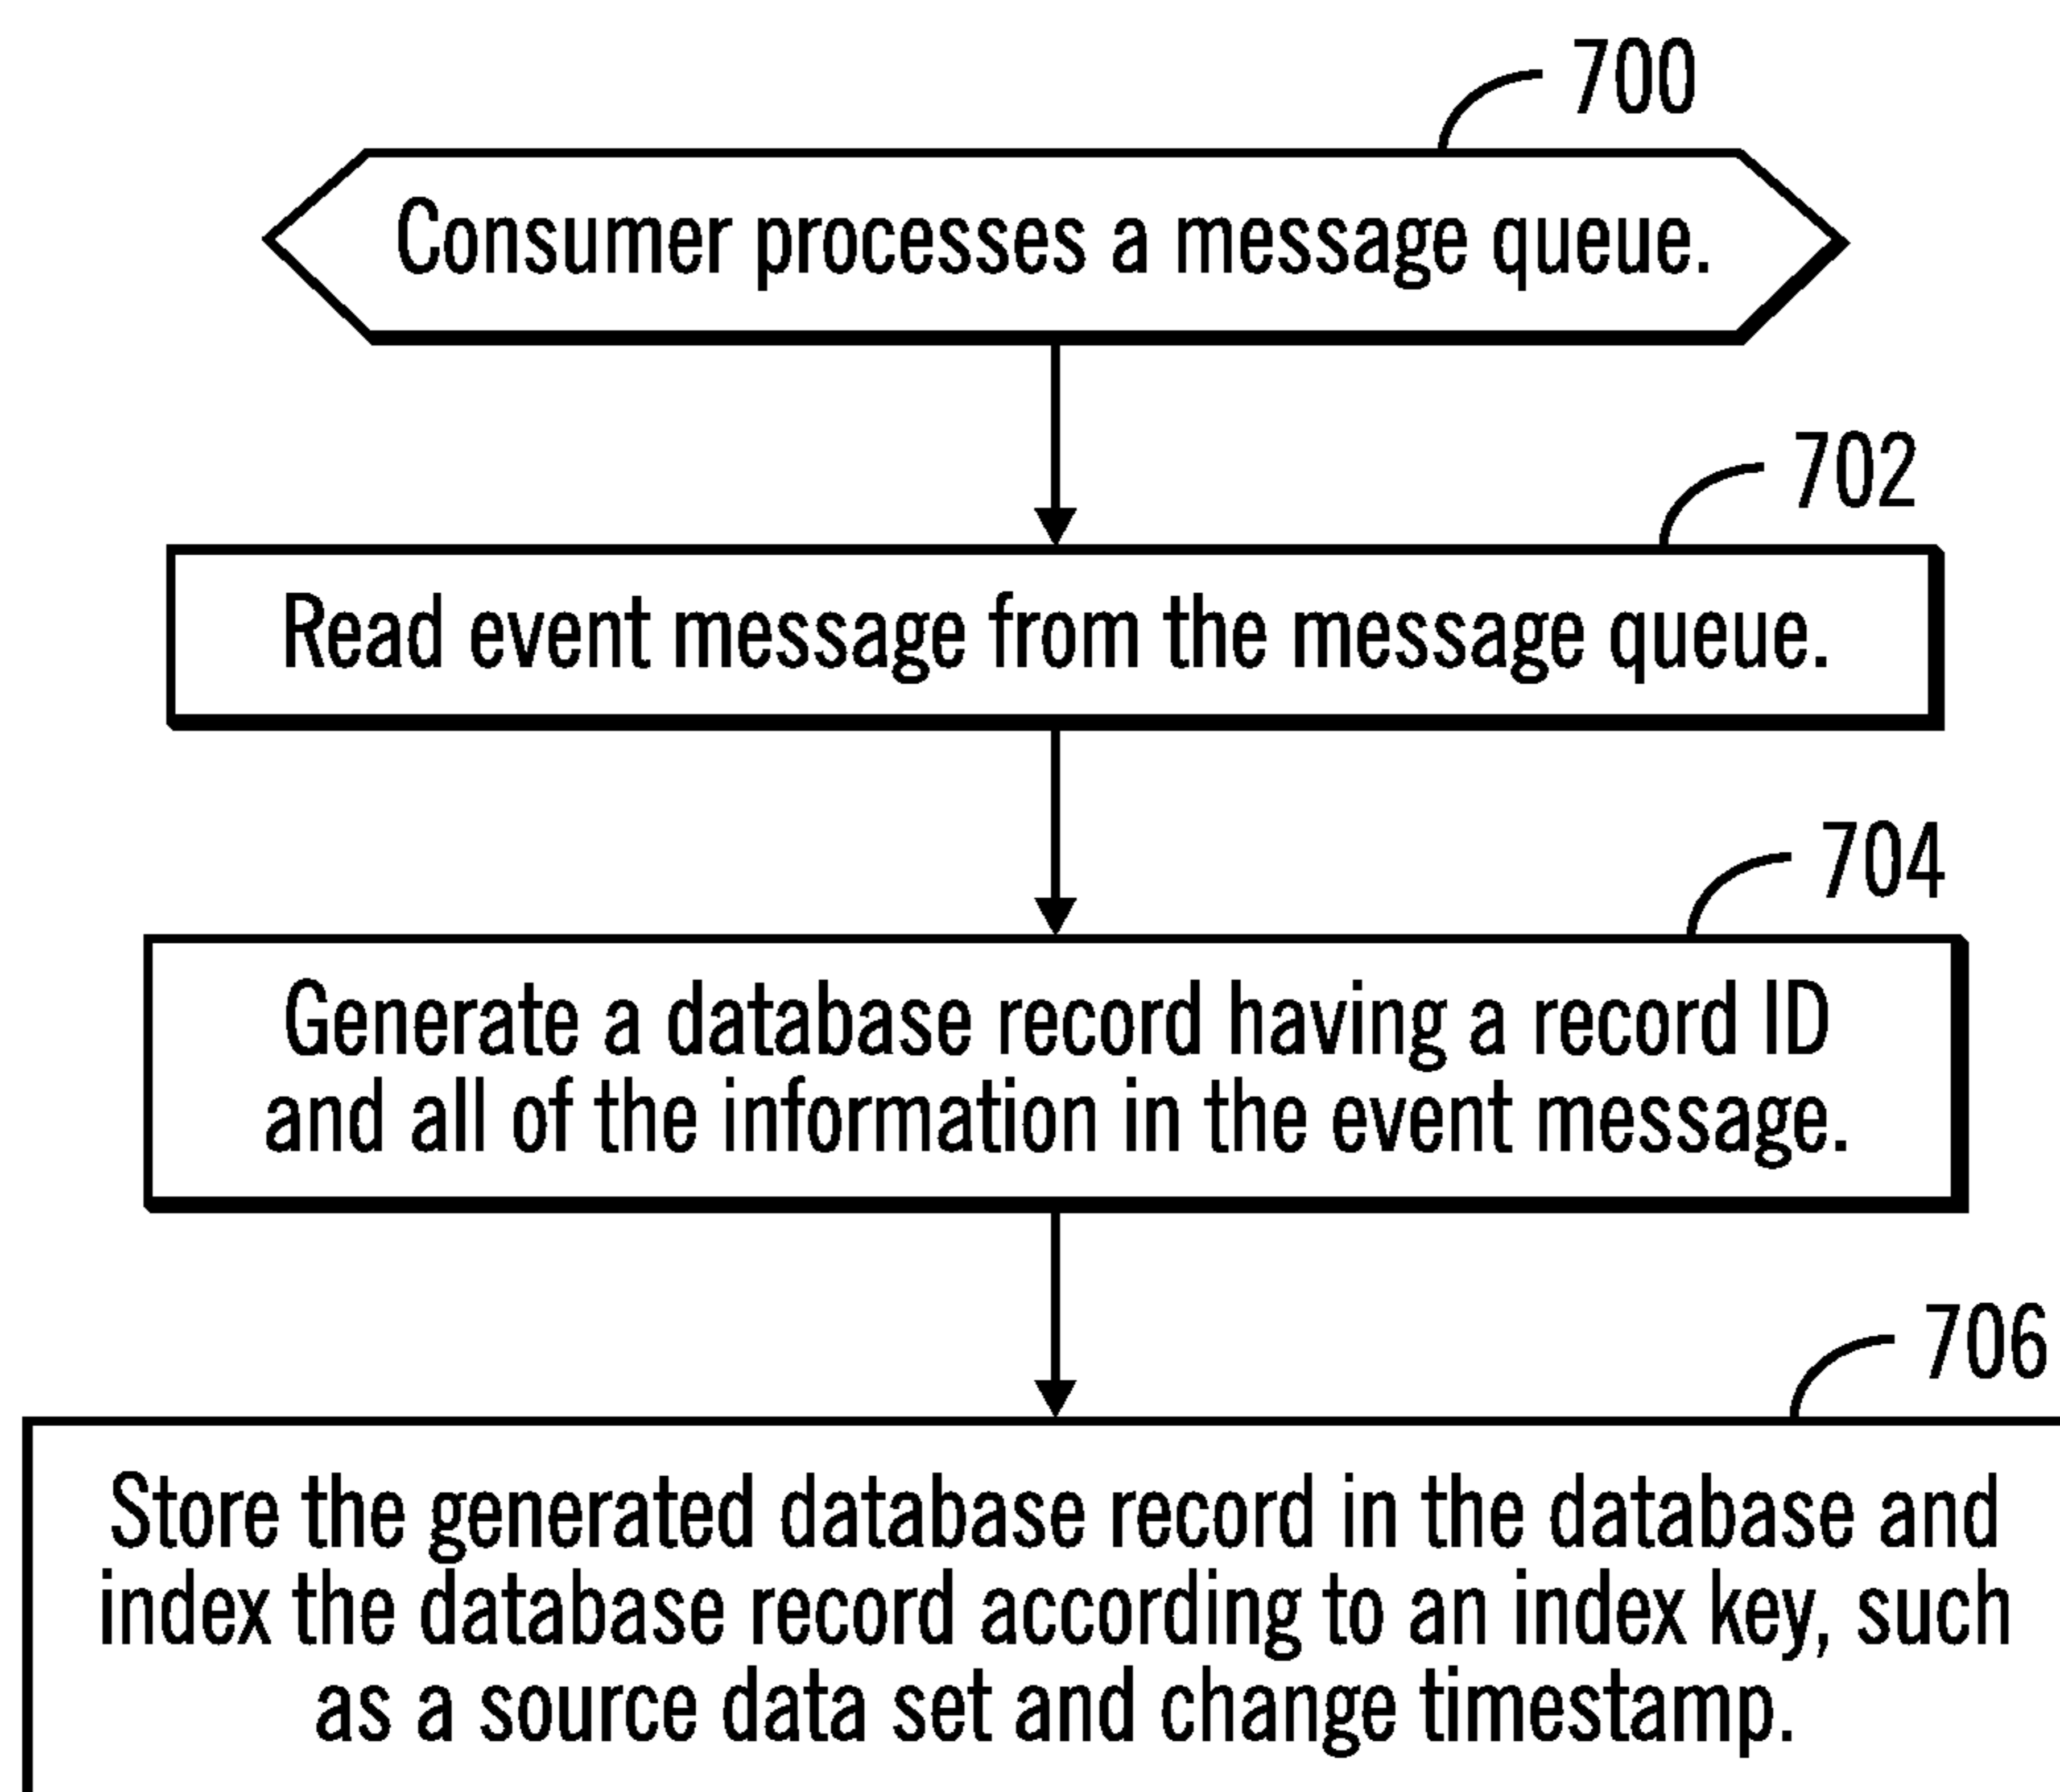 700
Consumer processes a message queue.
702
Read event message from the message queue.
704
Generate a database record having a record ID
and all of the information in the event message.
706
Store the generated database record in the database and
index the database record according to an index key, such
as a source data set and change timestamp.